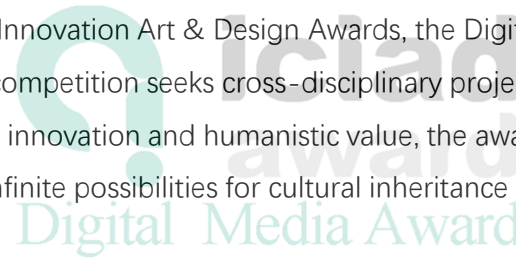 Innovation Art & Design Awards, the Digit
competition seeks cross-disciplinary proje
innovation and humanistic value, the awa
nfinite possibilities for cultural inheritance
iclad
award
Digital Media Award